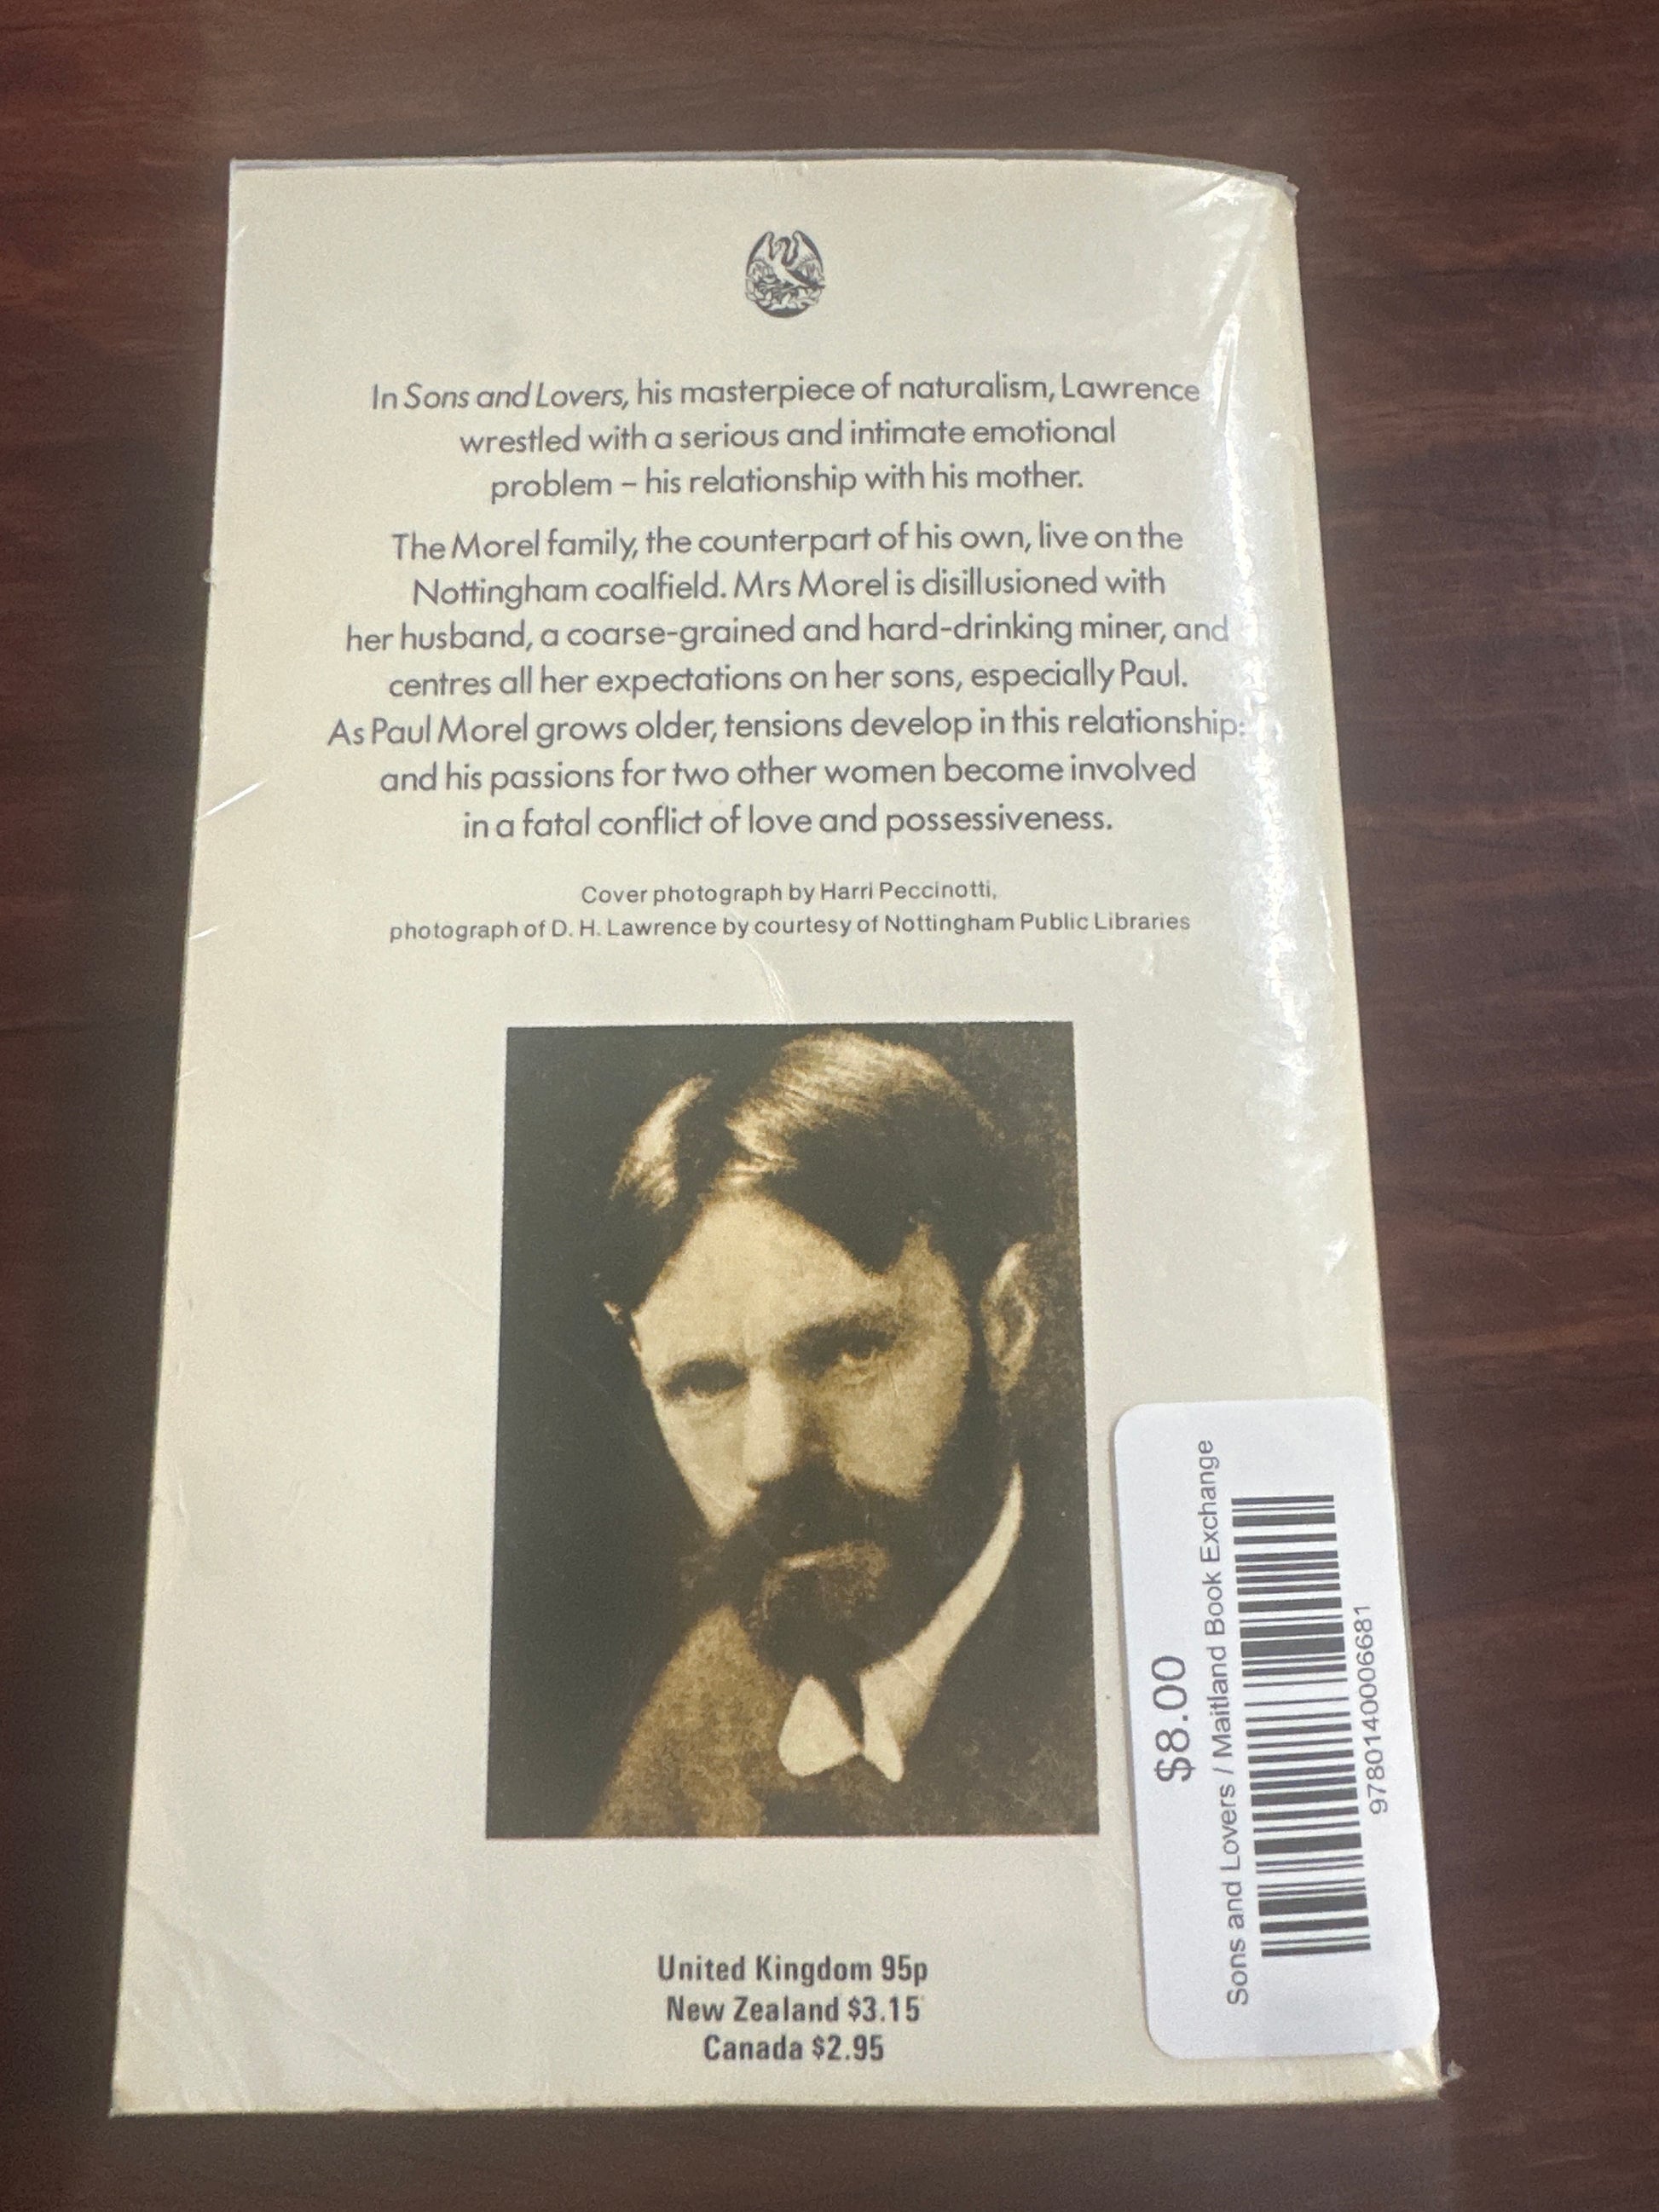 In Sons and Lovers, his masterpiece of naturalism, Lawrence
wrestled with a serious and intimate emotional
problem – his relationship with his mother.
The Morel family, the counterpart of his own, live on the
Nottingham coalfield. Mrs Morel is disillusioned with
her husband, a coarse-grained and hard-drinking miner, and
centres all her expectations on her sons, especially Paul.
As Paul Morel grows older, tensions develop in this relationship:
and his passions for two other women become involved
in a fatal conflict of love and possessiveness.
Cover photograph by Harri Peccinotti,
photograph of D. H. Lawrence by courtesy of Nottingham Public Libraries
$8.00
Sons and Lovers / Maitland Book Exchange
9780140006681
United Kingdom 95p
New Zealand $3.15
Canada $2.95